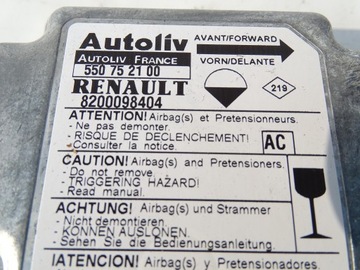 Autoliv
AVANT/FORWARD
AUTOLIV FRANCE
550 75 21 00
VORN/DELANTE
RENAULT
8200098404
219
ATTENTION! Airbag(s) et Pretensionneurs.
- Ne pas demonter.
- RISQUE DE DECLENCHEMENT!
- Consulter la notice.
AC
CAUTION! Airbag(s) and Pretensioners.
- Do not remove.
- TRIGGERING HAZARD!
- Read manual.
ACHTUNG! Airbag(s) und Strammer
- Nicht demontieren.
- KONNEN AUSLONEN.
- Sehen Sie die Bedienungsanleitung.
IATENCION! Airbag(s) y Pretensionadores.